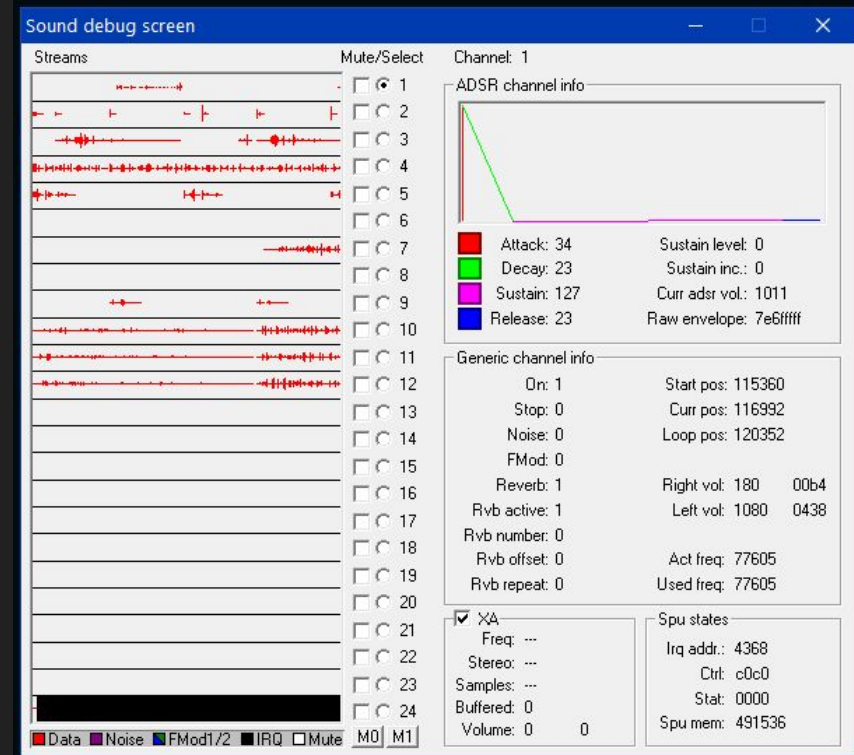 Sound debug screen
Streams
Mute/Select
Channel: 1
1
2
3
4
5
6
7
8
9
10
11
12
13
14
15
16
17
18
19
20
21
22
23
24
Data Noise FMod1/2 IRQ Mute M0 M1
ADSR channel info
Attack: 34 Sustain level: 0
Decay: 23 Sustain inc.: 0
Sustain: 127 Curr adsr vol.: 1011
Release: 23 Raw envelope: 7e6fffff
Generic channel info
On: 1 Start pos: 115360
Stop: 0 Curr pos: 116992
Noise: 0 Loop pos: 120352
FMod: 0
Reverb: 1 Right vol: 180 00b4
Rvb active: 1 Left vol: 1080 0438
Rvb number: 0
Rvb offset: 0 Act freq: 77605
Rvb repeat: 0 Used freq: 77605
XA
Freq: ---
Stereo: ---
Samples: ---
Buffered: 0
Volume: 0 0
Spu states
Irq addr.: 4368
Ctrl: c0c0
Stat: 0000
Spu mem: 491536